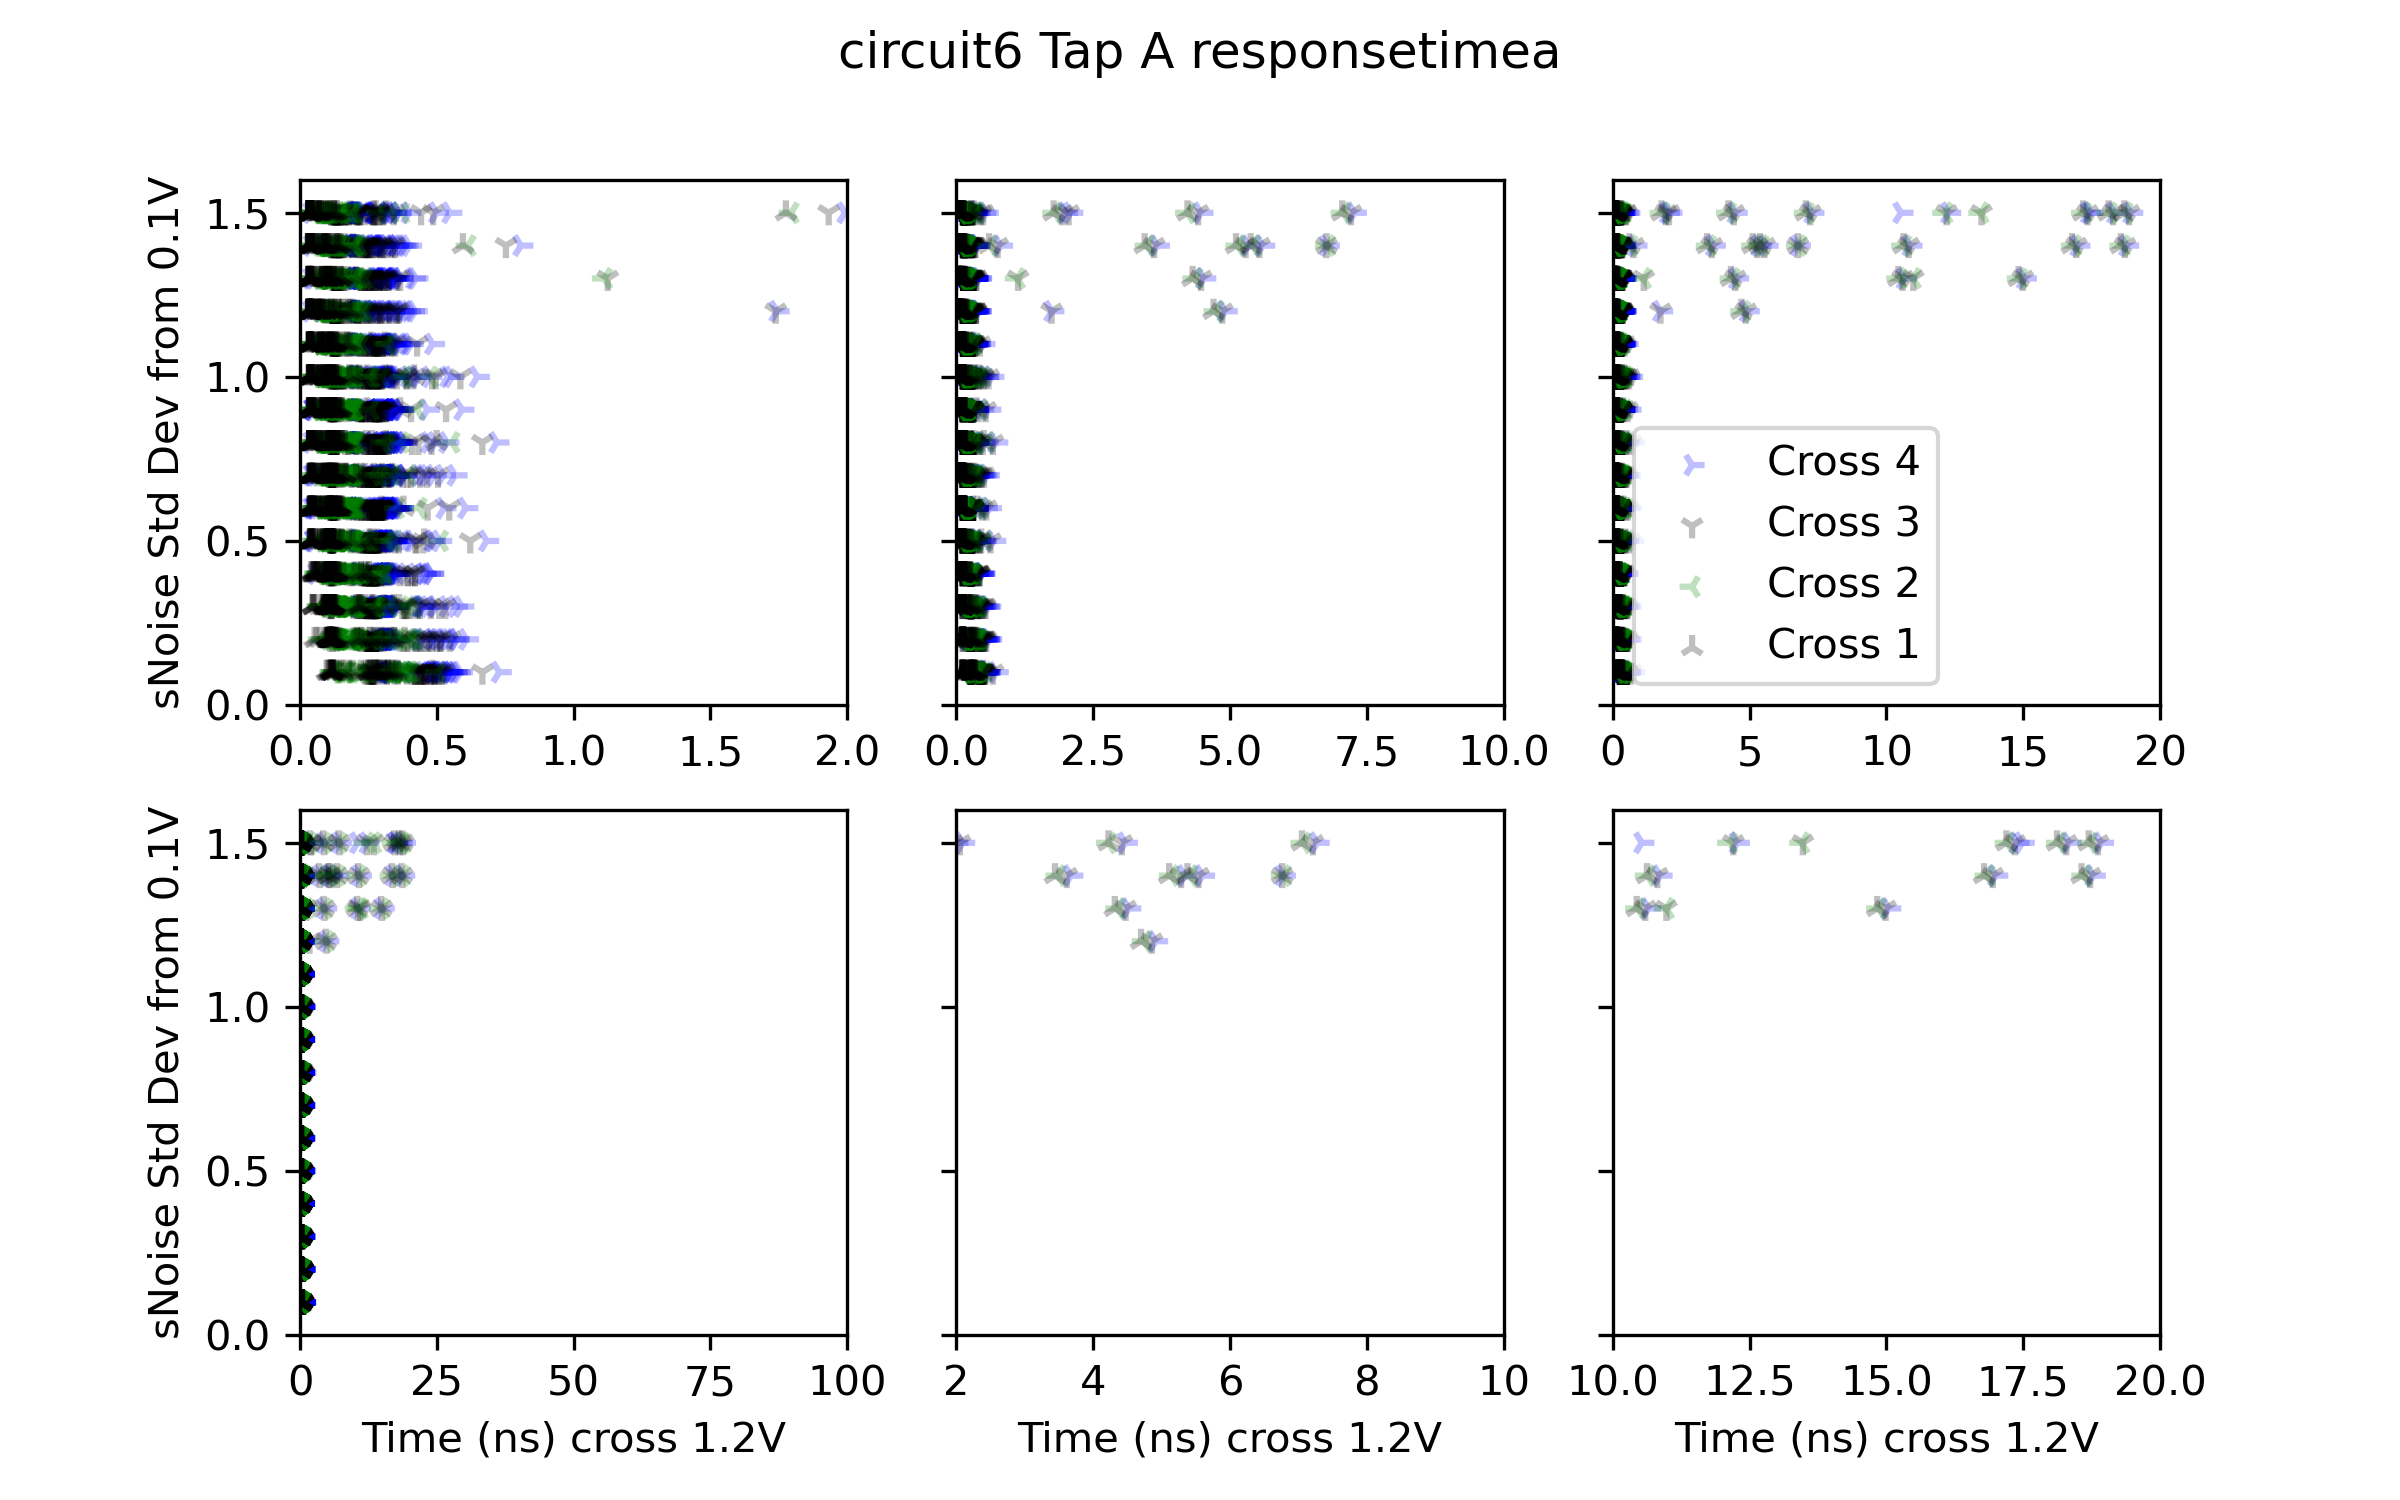 circuit6 Tap A responsetimea
sNoise Std Dev from 0.1V
1.5
1.0
0.5
0.0
0.0 0.5 1.0 1.5 2.0
0.0 2.5 5.0 7.5 10.0
Cross 4
Cross 3
Cross 2
Cross 1
0 5 10 15 20
sNoise Std Dev from 0.1V
1.5
1.0
0.5
0.0
0 25 50 75 100
Time (ns) cross 1.2V
2 4 6 8 10
Time (ns) cross 1.2V
10.0 12.5 15.0 17.5 20.0
Time (ns) cross 1.2V